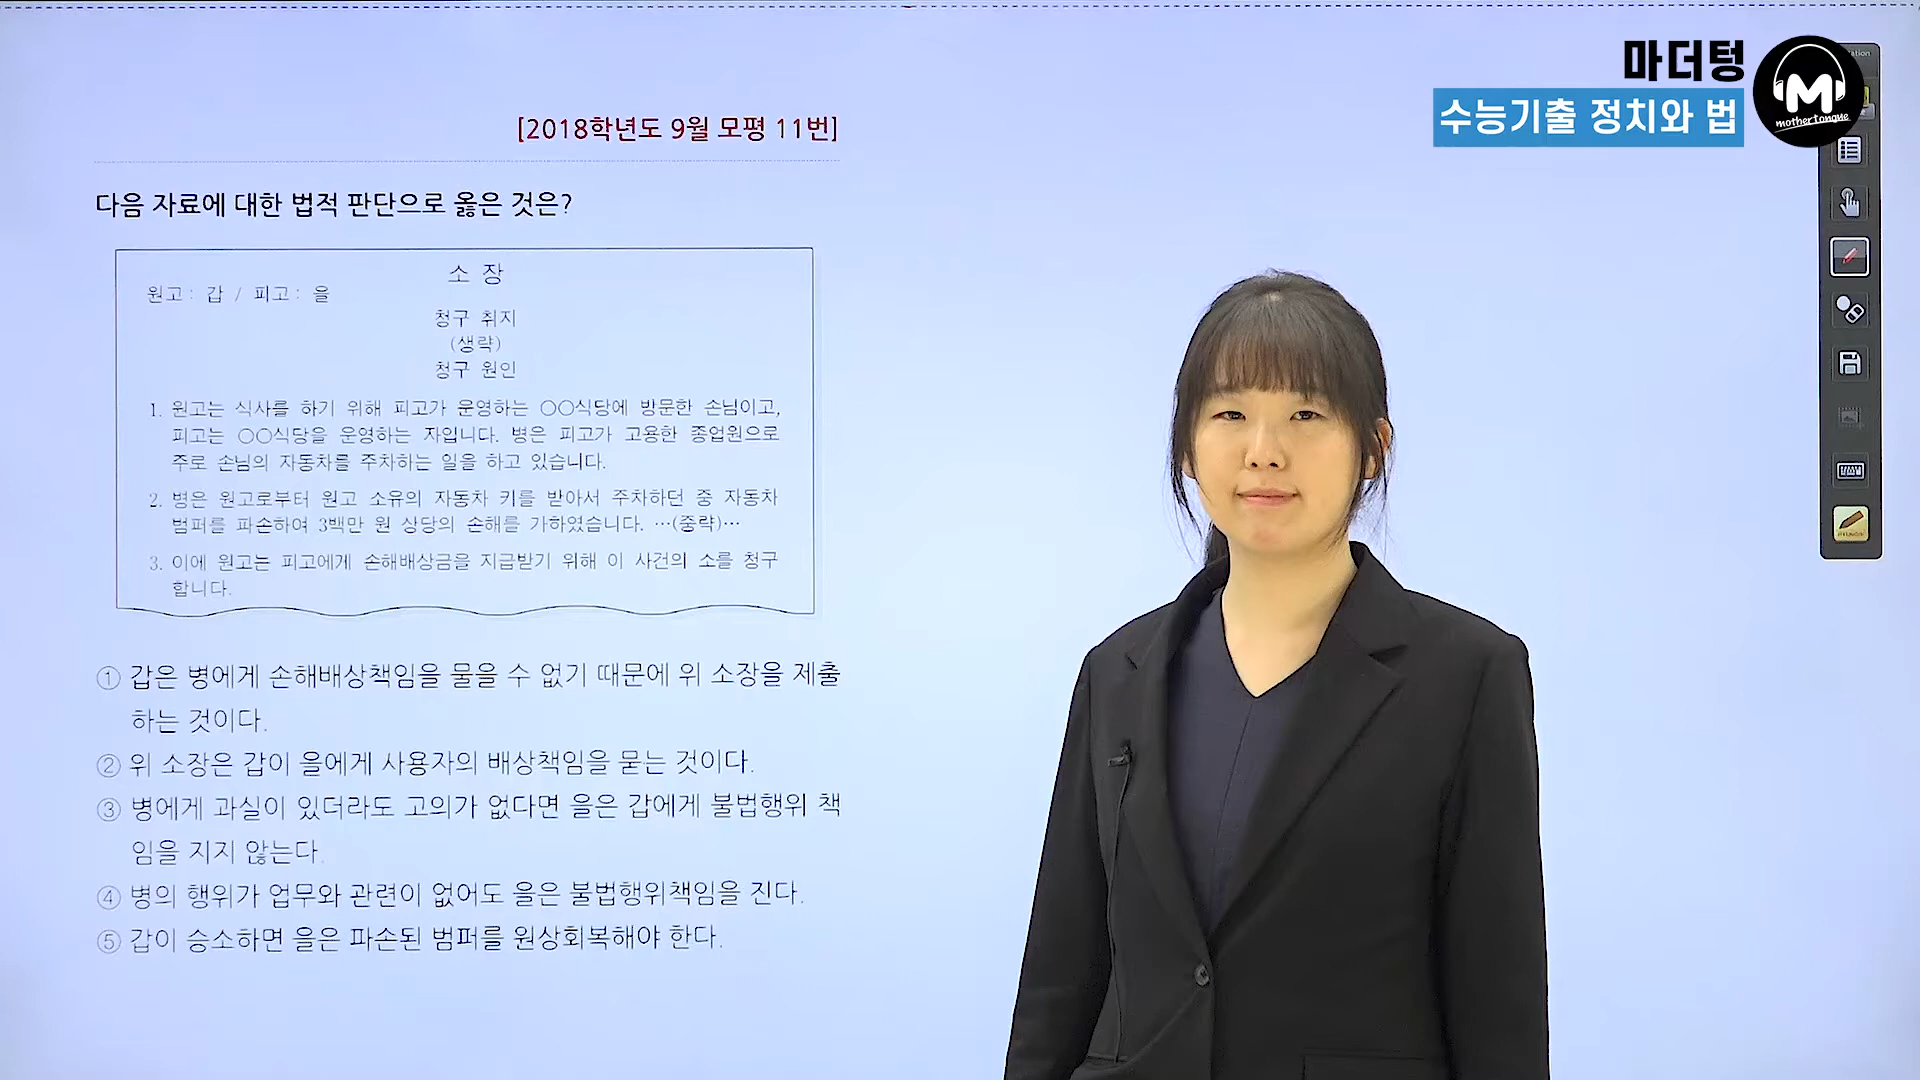 마더텅
수능기출 정치와 법
M
mothertongue
[2018학년도 9월 모평 11번]
다음 자료에 대한 법적 판단으로 옳은 것은?
소 장
원고 : 갑 / 피고 : 을
청구 취지
(생략)
청구 원인
1. 원고는 식사를 하기 위해 피고가 운영하는 ○○식당에 방문한 손님이고,
피고는 ○○식당을 운영하는 자입니다. 병은 피고가 고용한 종업원으로
주로 손님의 자동차를 주차하는 일을 하고 있습니다.
2. 병은 원고로부터 원고 소유의 자동차 키를 받아서 주차하던 중 자동차
범퍼를 파손하여 3백만 원 상당의 손해를 가하였습니다. …(중략)…
3. 이에 원고는 피고에게 손해배상금을 지급받기 위해 이 사건의 소를 청구
합니다.
① 갑은 병에게 손해배상책임을 물을 수 없기 때문에 위 소장을 제출
하는 것이다.
② 위 소장은 갑이 을에게 사용자의 배상책임을 묻는 것이다.
③ 병에게 과실이 있더라도 고의가 없다면 을은 갑에게 불법행위 책
임을 지지 않는다.
④ 병의 행위가 업무와 관련이 없어도 을은 불법행위책임을 진다.
⑤ 갑이 승소하면 을은 파손된 범퍼를 원상회복해야 한다.